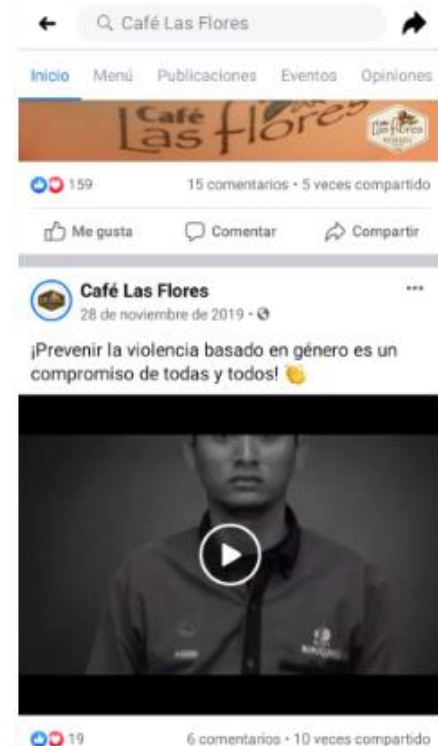 Café Las Flores
Inicio Menú Publicaciones Eventos Opiniones
Café
Las Flores
159 15 comentarios • 5 veces compartido
Me gusta Comentar Compartir
Café Las Flores
28 de noviembre de 2019 •
¡Prevenir la violencia basado en género es un
compromiso de todas y todos! 👏
19 6 comentarios • 10 veces compartido